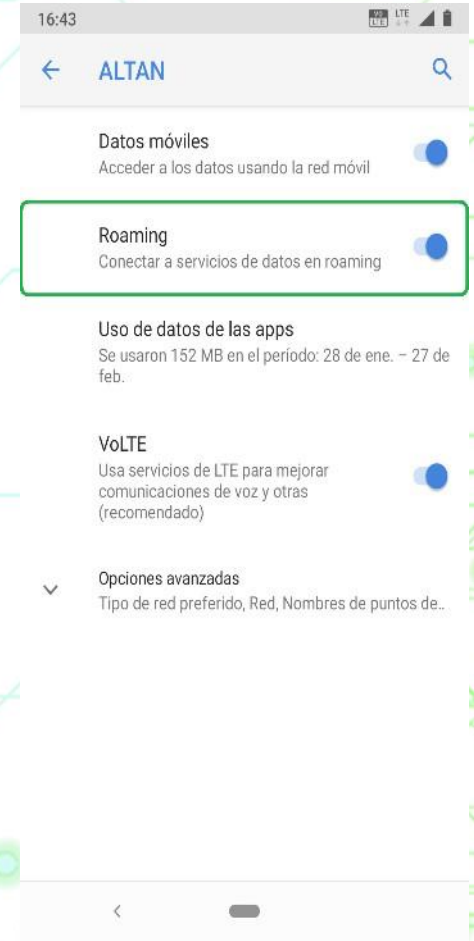 16:43
VO LTE LTE
ALTAN
Datos móviles
Acceder a los datos usando la red móvil
Roaming
Conectar a servicios de datos en roaming
Uso de datos de las apps
Se usaron 152 MB en el período: 28 de ene. – 27 de
feb.
VoLTE
Usa servicios de LTE para mejorar
comunicaciones de voz y otras
(recomendado)
Opciones avanzadas
Tipo de red preferido, Red, Nombres de puntos de..